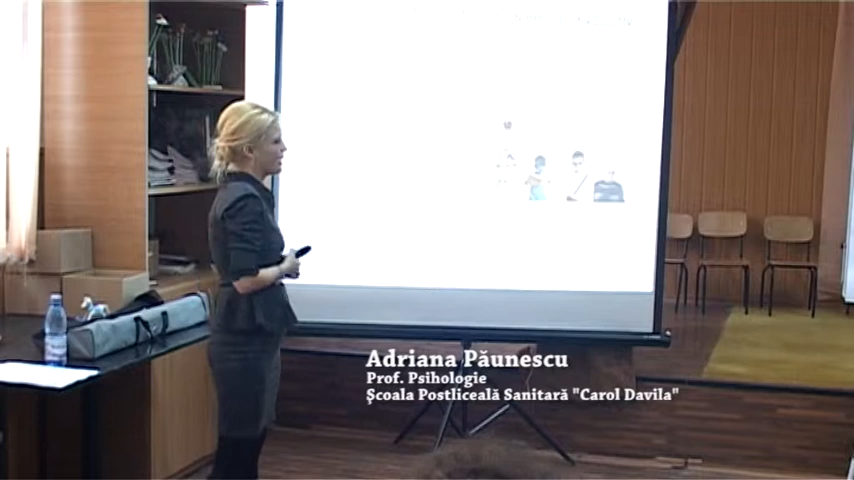 Adriana Păunescu
Prof. Psihologie
Şcoala Postliceală Sanitară "Carol Davila"